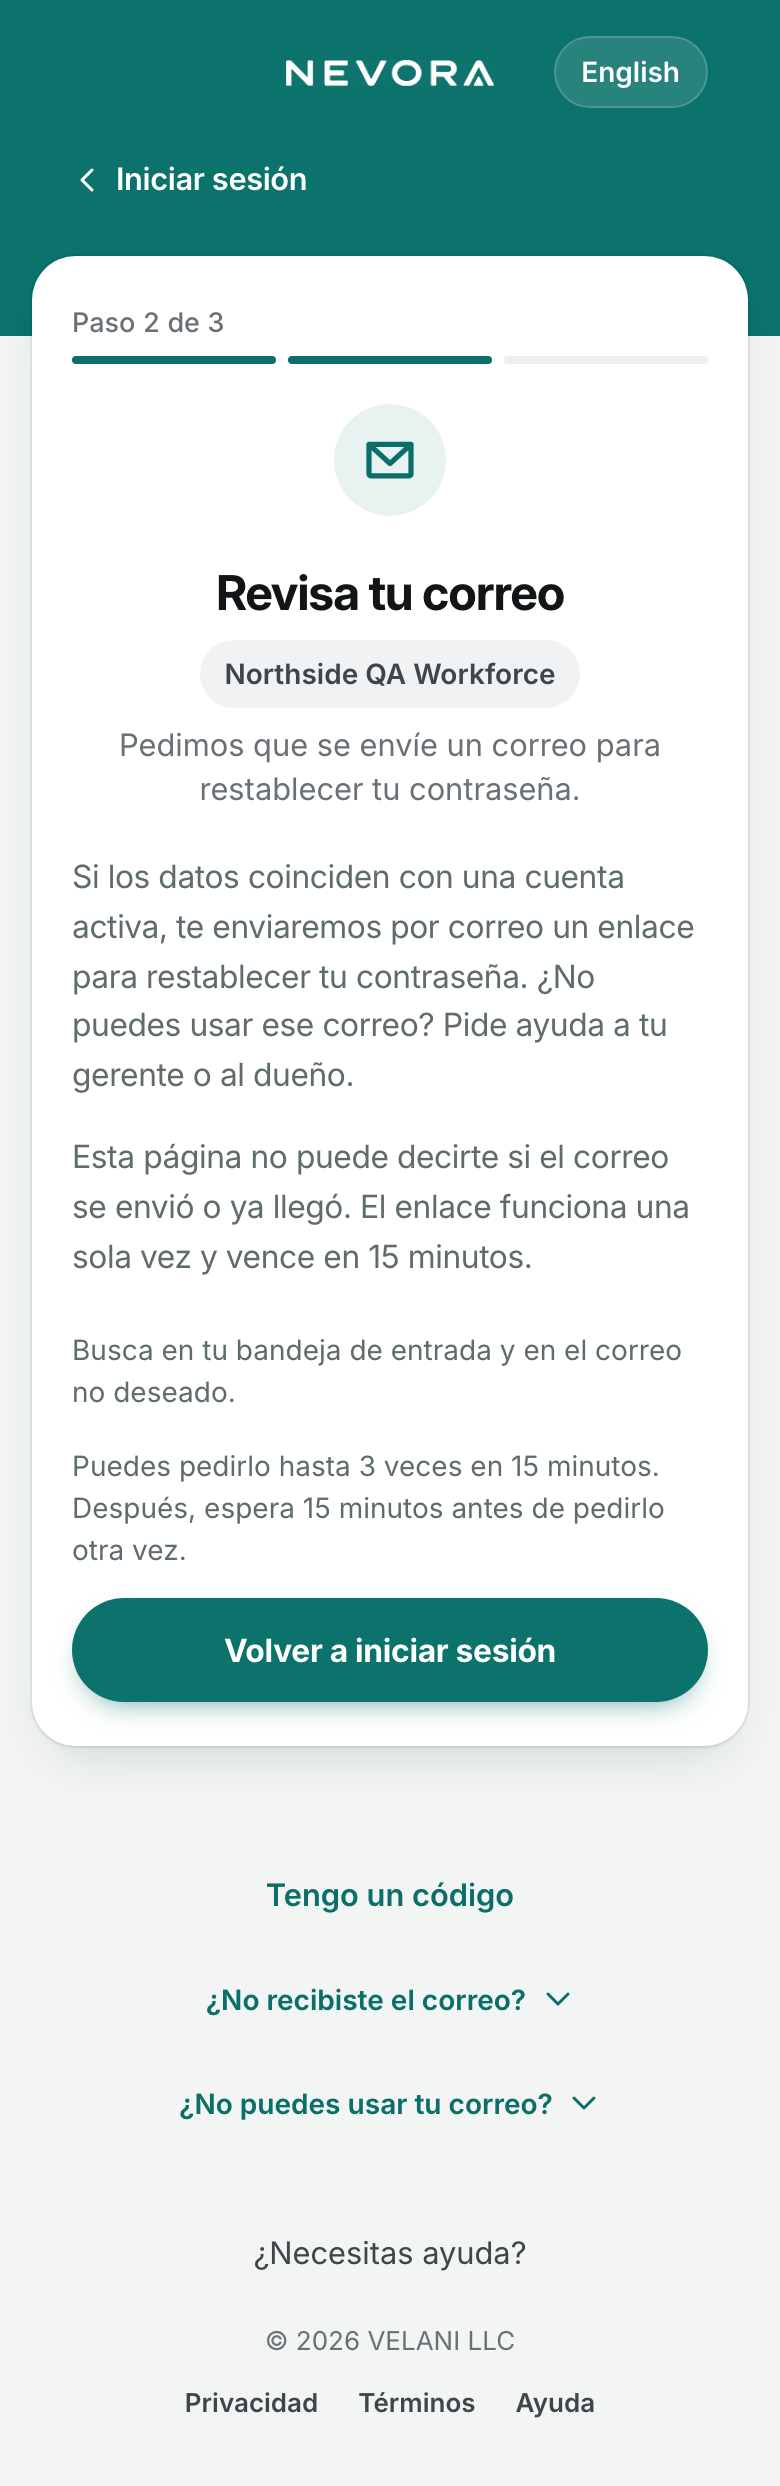 NEVORA
English
Iniciar sesión
Paso 2 de 3
Revisa tu correo
Northside QA Workforce
Pedimos que se envíe un correo para
restablecer tu contraseña.
Si los datos coinciden con una cuenta
activa, te enviaremos por correo un enlace
para restablecer tu contraseña. ¿No
puedes usar ese correo? Pide ayuda a tu
gerente o al dueño.
Esta página no puede decirte si el correo
se envió o ya llegó. El enlace funciona una
sola vez y vence en 15 minutos.
Busca en tu bandeja de entrada y en el correo
no deseado.
Puedes pedirlo hasta 3 veces en 15 minutos.
Después, espera 15 minutos antes de pedirlo
otra vez.
Volver a iniciar sesión
Tengo un código
¿No recibiste el correo?
¿No puedes usar tu correo?
¿Necesitas ayuda?
© 2026 VELANI LLC
Privacidad Términos Ayuda